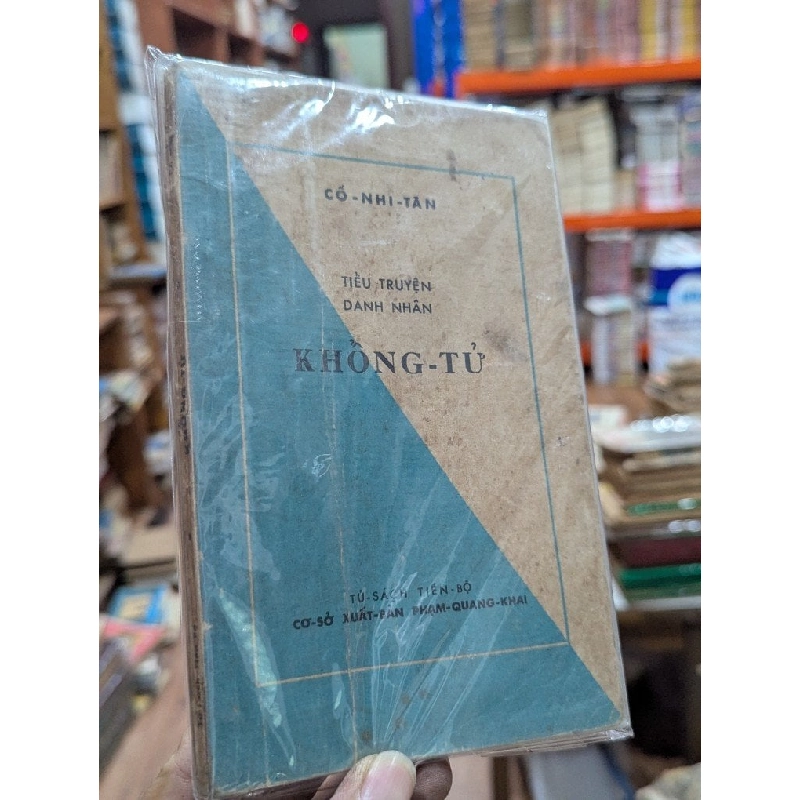 CỔ-NHI-TÂN
TIỂU TRUYỆN
DANH NHÂN
KHỔNG-TỬ
TỦ-SÁCH TIẾN-BỘ
CƠ-SỞ XUẤT-BẢN PHẠM-QUANG-KHAI